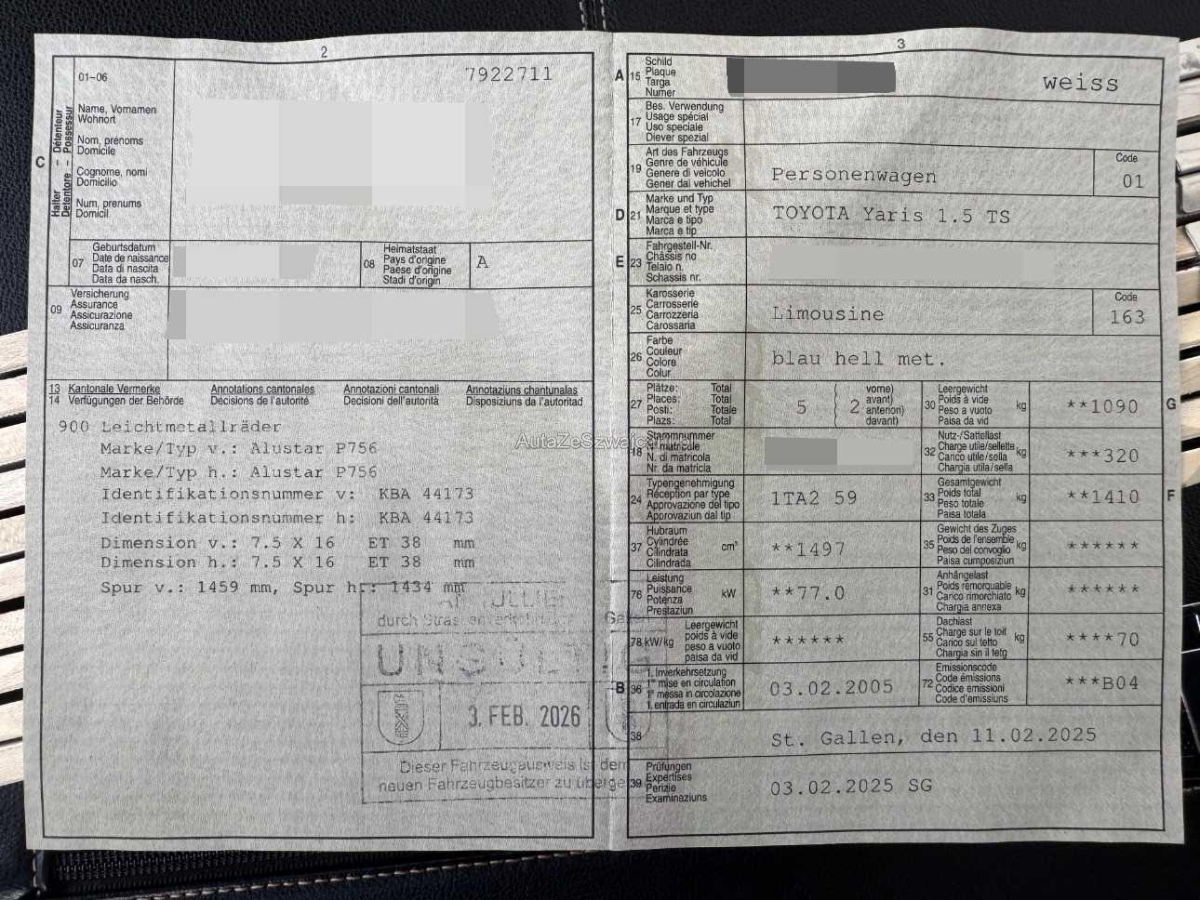 2
01-06
7922711
C
Halter - Détenteur
Detentore - Possessur
Name, Vornamen
Wohnort
Nom, prénoms
Domicile
Cognome, nomi
Domicilio
Num, prenums
Domicil
07
Geburtsdatum
Date de naissance
Data di nascita
Data da nasch.
08
Heimatstaat
Pays d'origine
Paese d'origine
Stadi d'origin
A
09
Versicherung
Assurance
Assicurazione
Assicuranza
13 Kantonale Vermerke Annotations cantonales Annotazioni cantonali Annotaziuns chantunalas
14 Verfügungen der Behörde Décisions de l'autorité Decisioni dell'autorità Disposiziuns da l'autoritad
900 Leichtmetallräder
Marke/Typ v.: Alustar P756
Marke/Typ h.: Alustar P756
Identifikationsnummer v: KBA 44173
Identifikationsnummer h: KBA 44173
Dimension v.: 7.5 X 16 ET 38 mm
Dimension h.: 7.5 X 16 ET 38 mm
Spur v.: 1459 mm, Spur h.: 1434 mm
durch
UNGÜLTIG
3. FEB. 2026
Dieser Fahrzeugausweis ist dem
neuen Fahrzeugbesitzer zu
3
A 15
Schild
Plaque
Targa
Numer
weiss
17
Bes. Verwendung
Usage spécial
Uso speciale
Diever spezial
19
Art des Fahrzeugs
Genre de véhicule
Genere di veicolo
Gener dal vehichel
Personenwagen
Code
01
D 21
Marke und Typ
Marque et type
Marca e tipo
Marca e tip
TOYOTA Yaris 1.5 TS
E 23
Fahrgestell-Nr.
Châssis no
Telaio n.
Schassis nr.
25
Karosserie
Carrosserie
Carrozzeria
Carossaria
Limousine
Code
163
26
Farbe
Couleur
Colore
Colur
blau hell met.
27
Plätze: Total
Places: Total
Posti: Totale
Plazs: Total
5 ( 2
vorne)
avant)
anteriori)
davant)
30
Leergewicht
Poids à vide
Peso a vuoto
Paisa da vid
kg
**1090
G
18
Stammnummer
N° matricule
N. di matricola
Nr. da matricla
32
Nutz-/Sattellast
Charge utile/sellette
Carico utile/sella
Chargia utila/sella
kg
***320
24
Typengenehmigung
Réception par type
Approvazione del tipo
Approvaziun dal tip
1TA2 59
33
Gesamtgewicht
Poids total
Peso totale
Paisa totala
kg
**1410
F
37
Hubraum
Cylindrée
Cilindrata
Cilindrada
cm³
**1497
35
Gewicht des Zuges
Poids de l'ensemble
Peso del convoglio
Paisa cumposiziun
kg
******
76
Leistung
Puissance
Potenza
Prestaziun
kW
**77.0
31
Anhängelast
Poids remorquable
Carico rimorchiato
Chargia annexa
kg
******
78 kW/kg
Leergewicht
poids à vide
peso a vuoto
paisa da vid
******
55
Dachlast
Charge sur le toit
Carico sul tetto
Chargia sin il tetg
kg
****70
B 36
1. Inverkehrsetzung
1re mise en circulation
1a messa in circolazione
1. entrada en circulaziun
03.02.2005
72
Emissionscode
Code émissions
Codice emissioni
Code d'emissiuns
***B04
38
St. Gallen, den 11.02.2025
39
Prüfungen
Expertises
Perizie
Examinaziuns
03.02.2025 SG